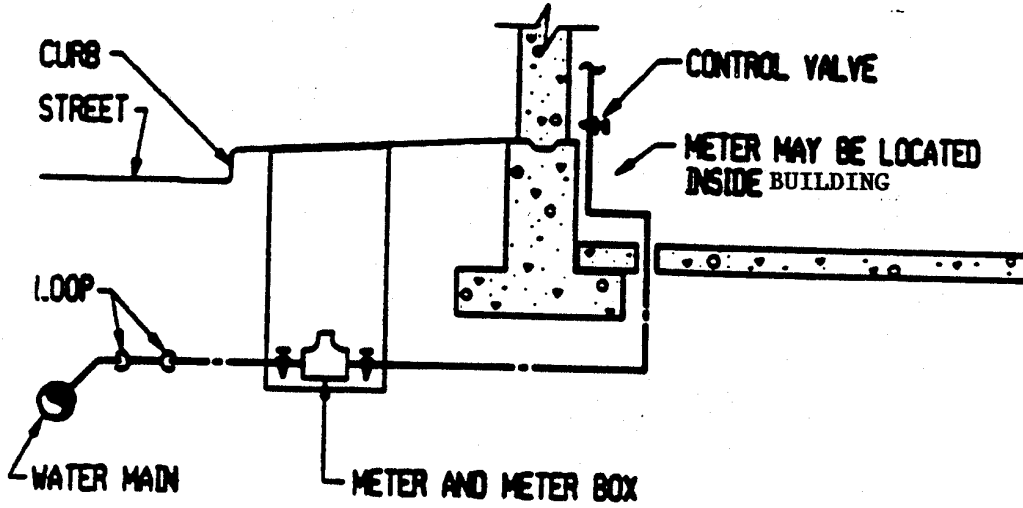 CURB
STREET
CONTROL VALVE
METER MAY BE LOCATED
INSIDE BUILDING
LOOP
WATER MAIN
METER AND METER BOX